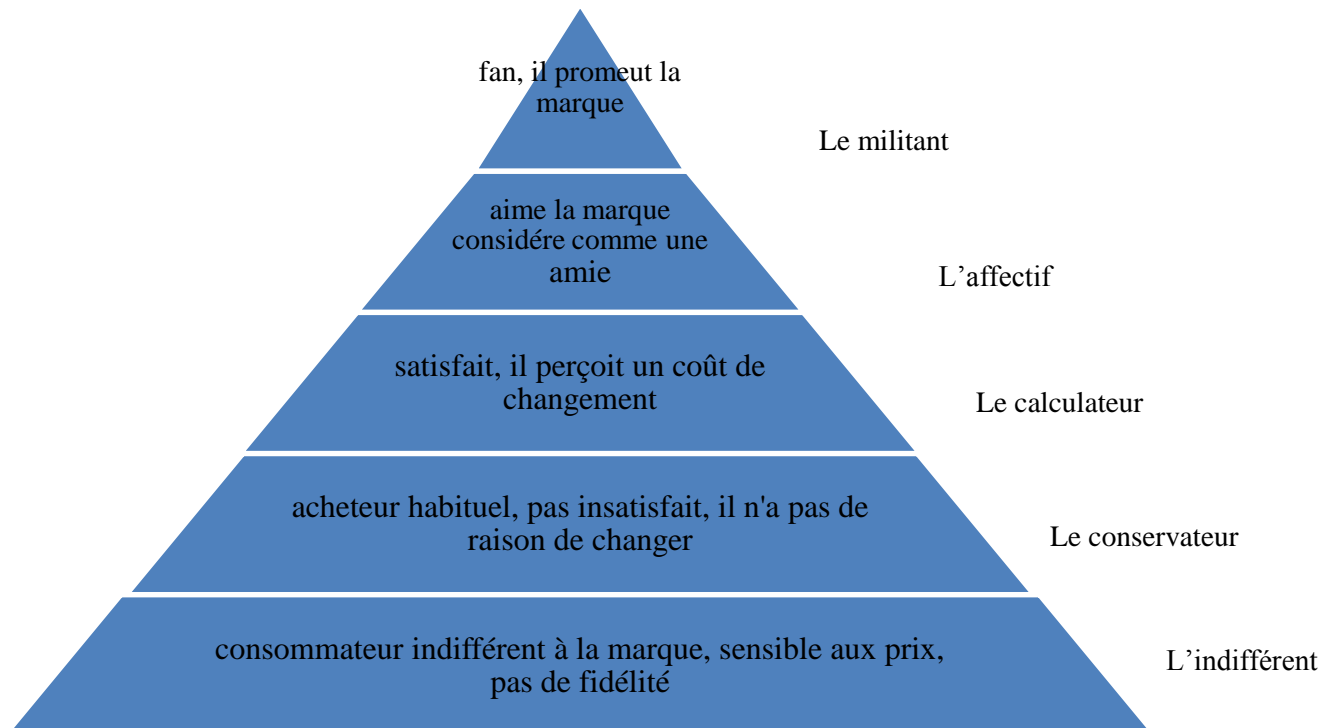 fan, il promeut la
marque
Le militant
aime la marque
considére comme une
amie
L'affectif
satisfait, il perçoit un coût de
changement
Le calculateur
acheteur habituel, pas insatisfait, il n'a pas de
raison de changer
Le conservateur
consommateur indifférent à la marque, sensible aux prix,
pas de fidélité
L'indifférent